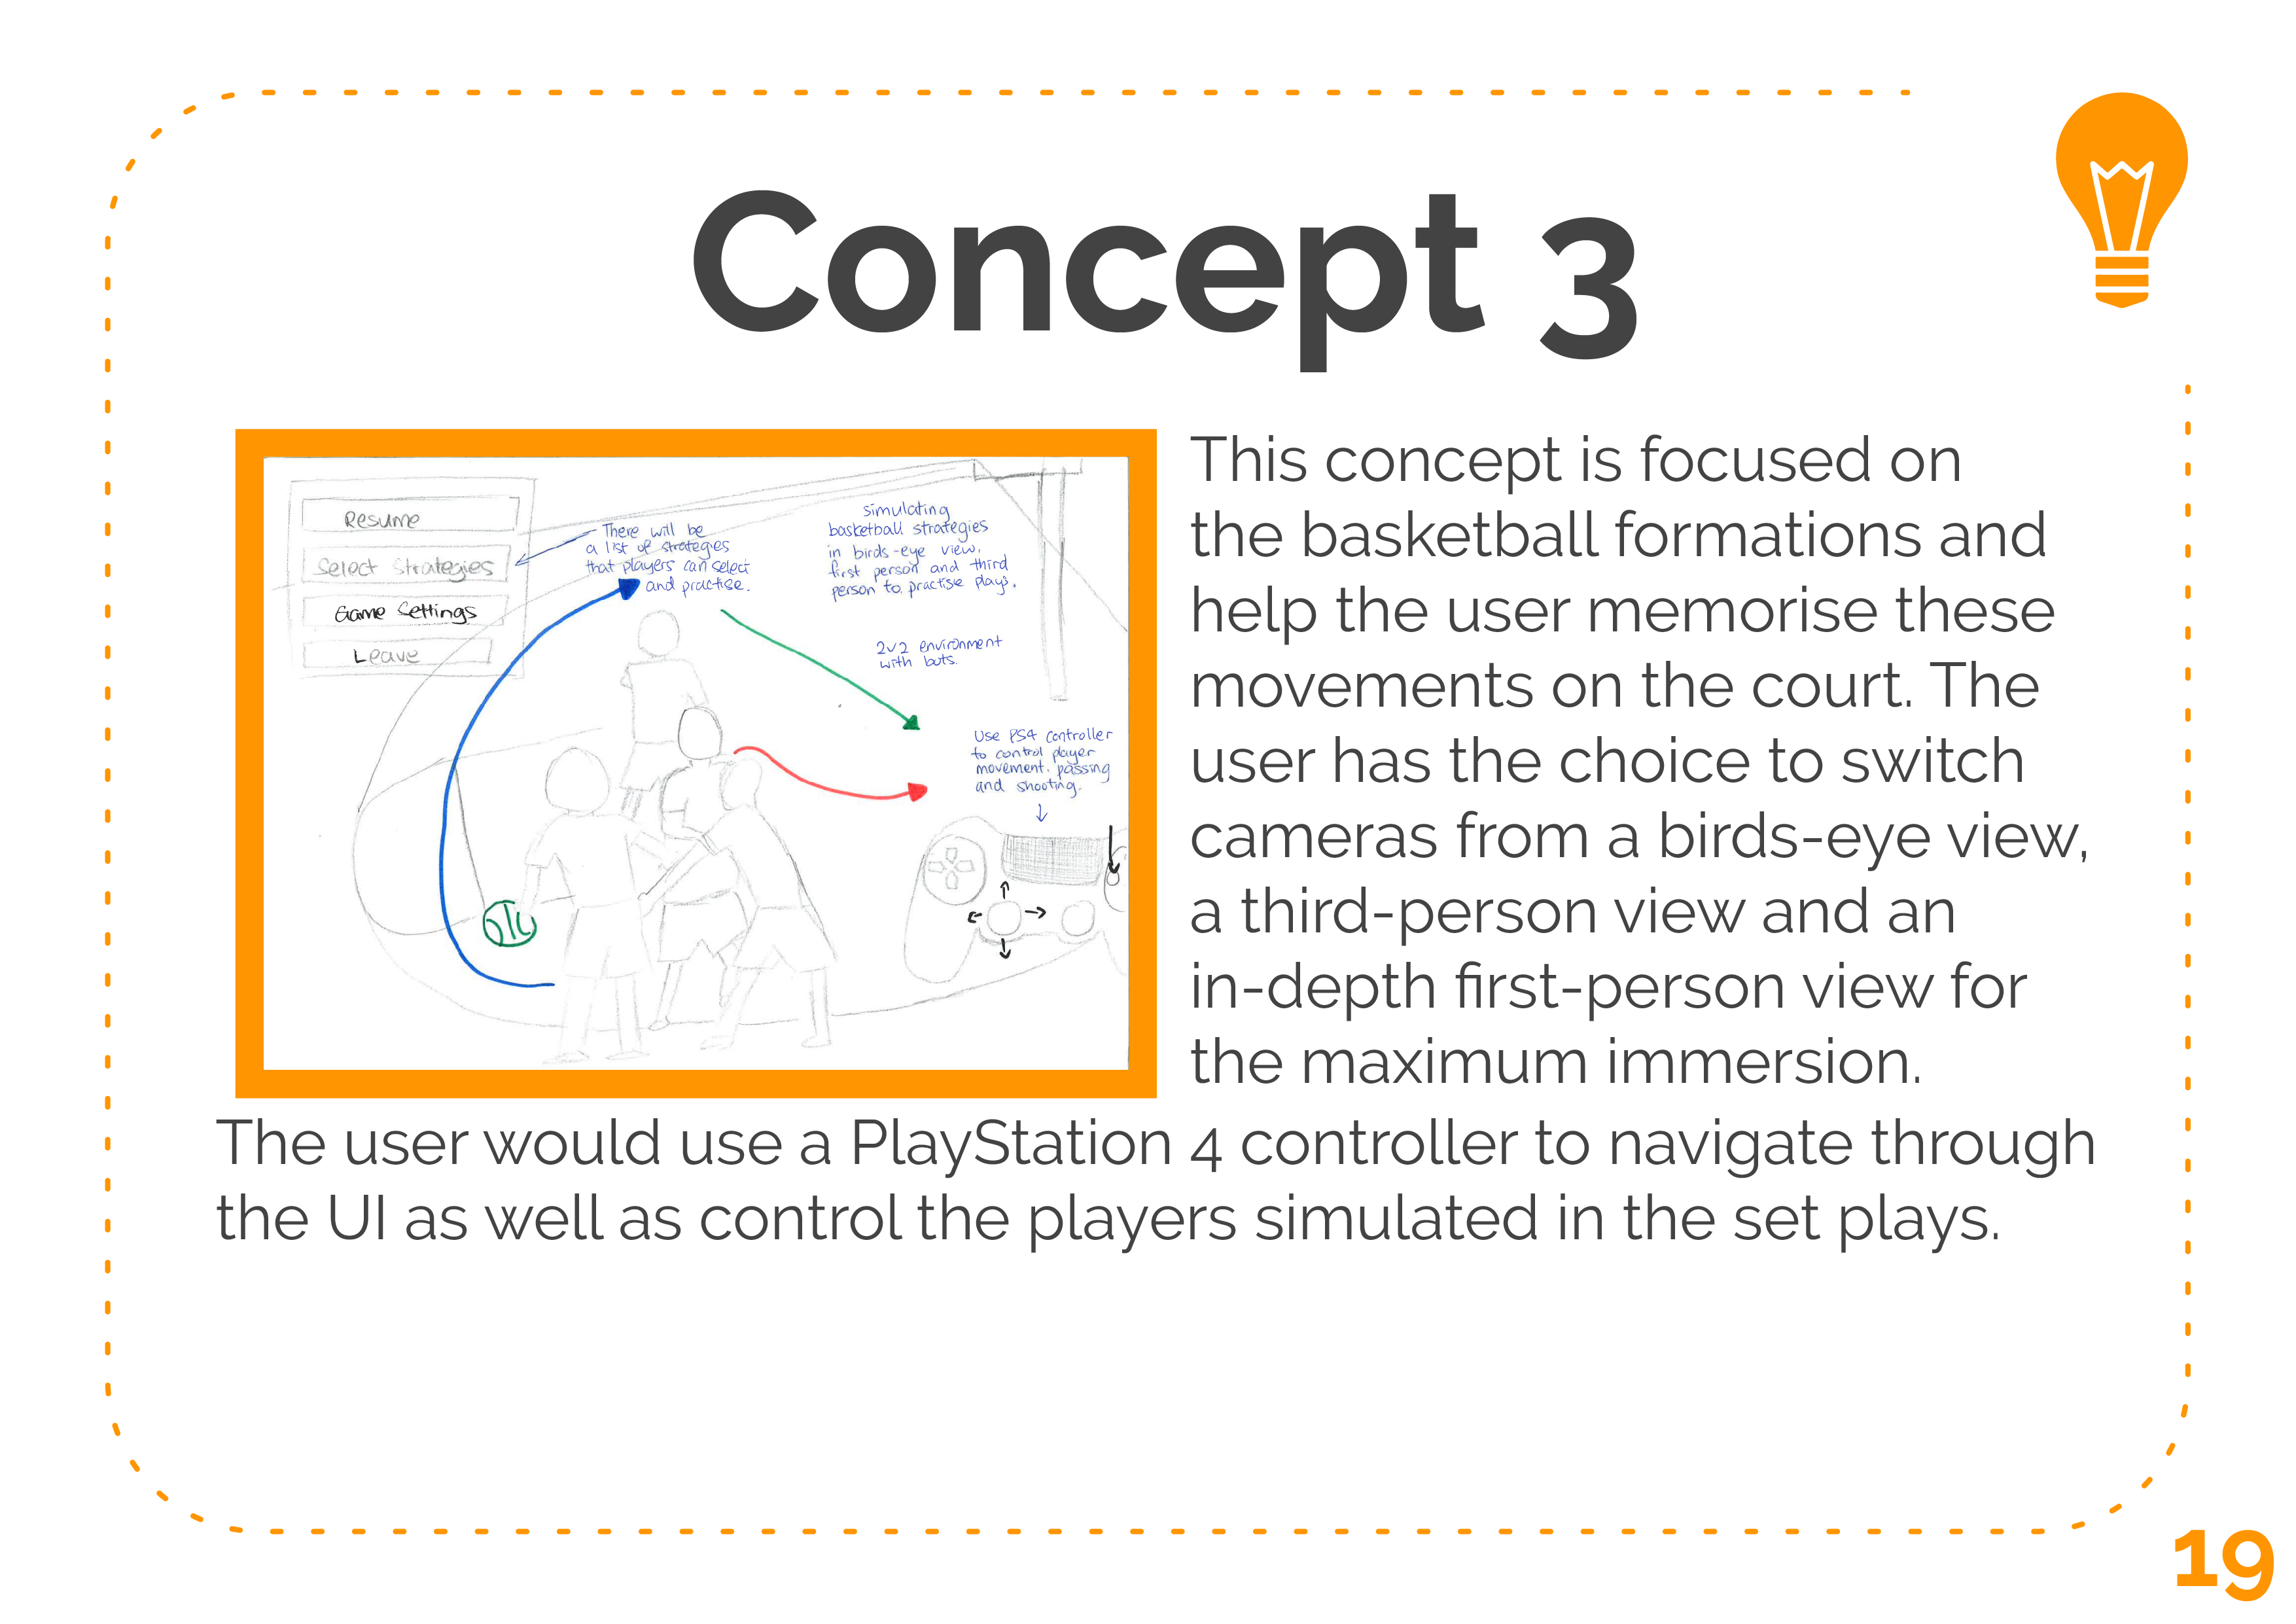 Concept 3
Resume
Select Strategies
Game Settings
Leave
There will be
a list of strategies
that players can select
and practise.
simulating
basketball strategies
in birds-eye view,
first person and third
person to practise plays.
2v2 environment
with bots.
Use PS4 controller
to control player
movement, passing
and shooting.
This concept is focused on
the basketball formations and
help the user memorise these
movements on the court. The
user has the choice to switch
cameras from a birds-eye view,
a third-person view and an
in-depth first-person view for
the maximum immersion.
The user would use a PlayStation 4 controller to navigate through
the UI as well as control the players simulated in the set plays.
19